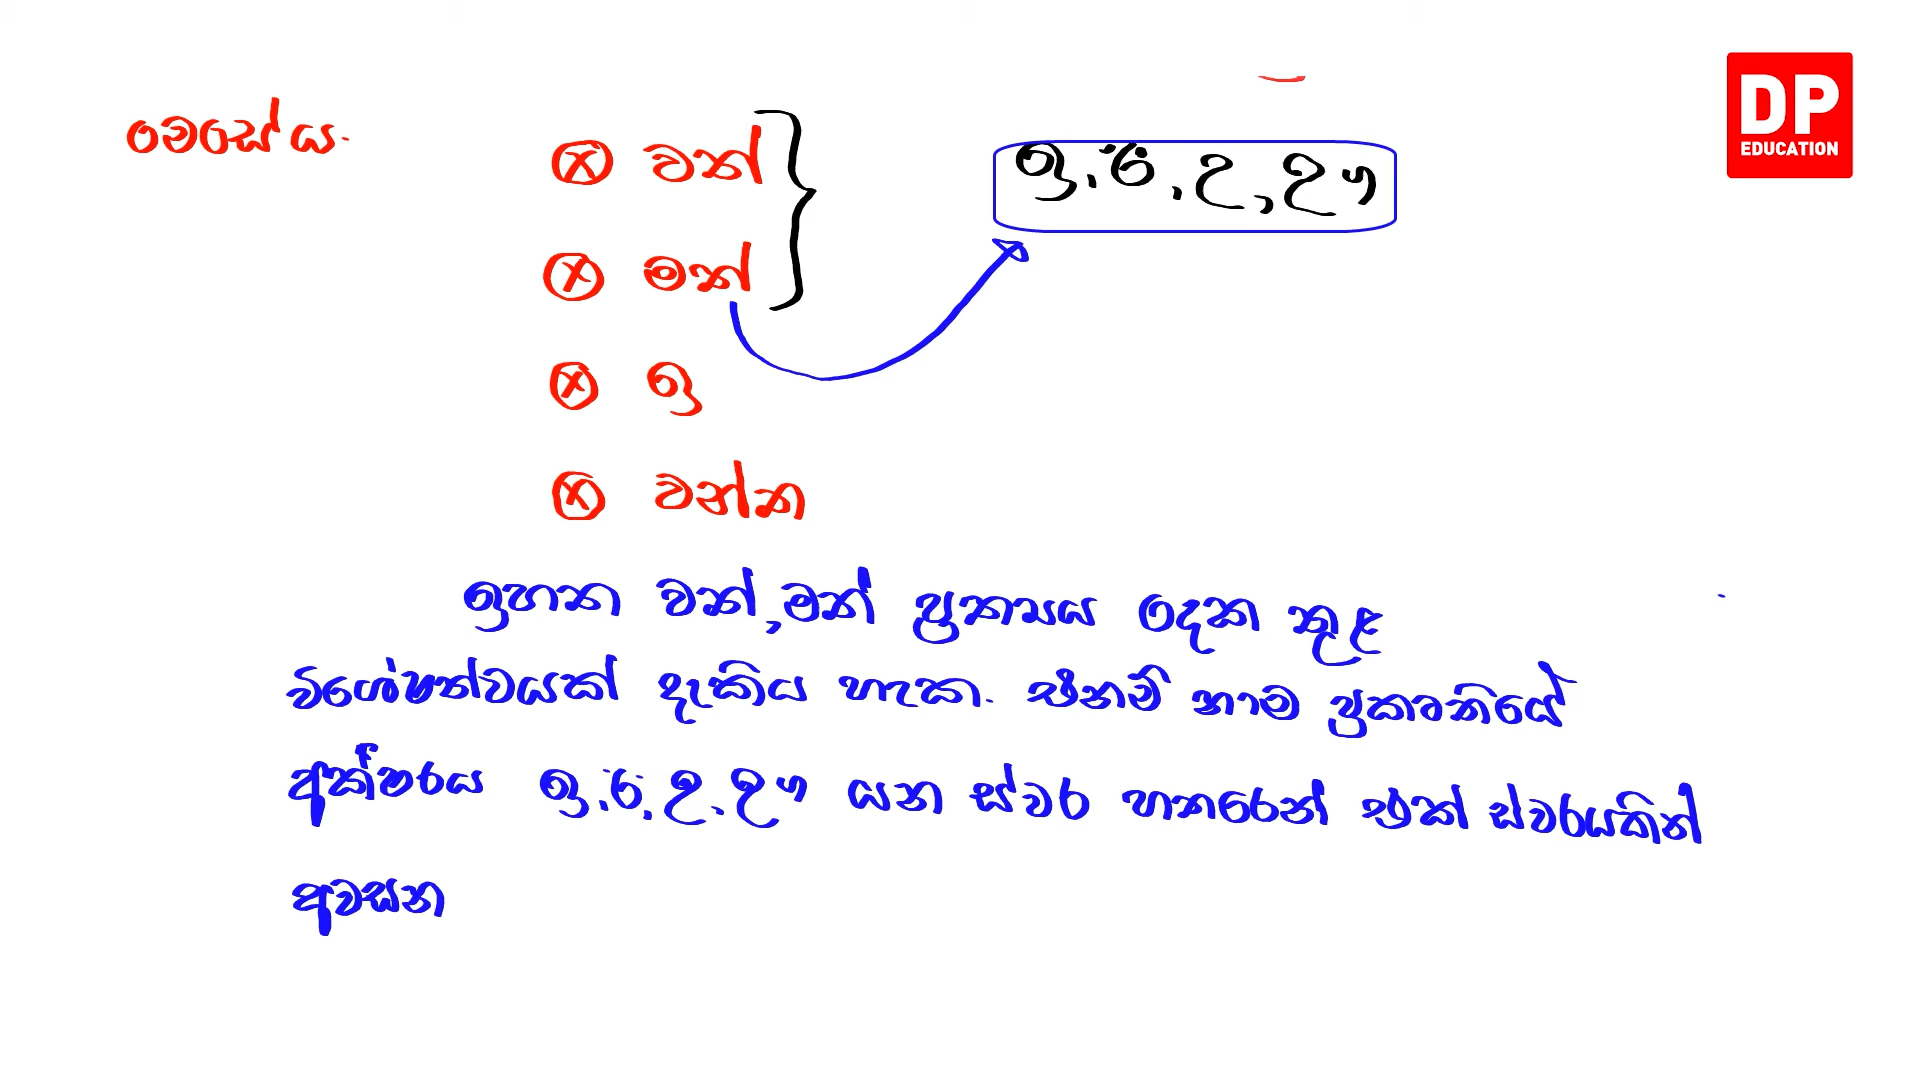 මෙසේය.
ⓧ වත්
ⓧ මත්
ⓧ ඉ
ⓧ වන්ත
ඉ, ඊ, උ, ඌ
DP
EDUCATION
ඉහත වත්, මත් ප්‍රත්‍යය දෙක තුළ
විශේෂත්වයක් දැකිය හැක. එනම් නාම ප්‍රකෘතියේ
අක්ෂරය ඉ, ඊ, උ, ඌ යන ස්වර හතරෙන් එක් ස්වරයකින්
අවසන